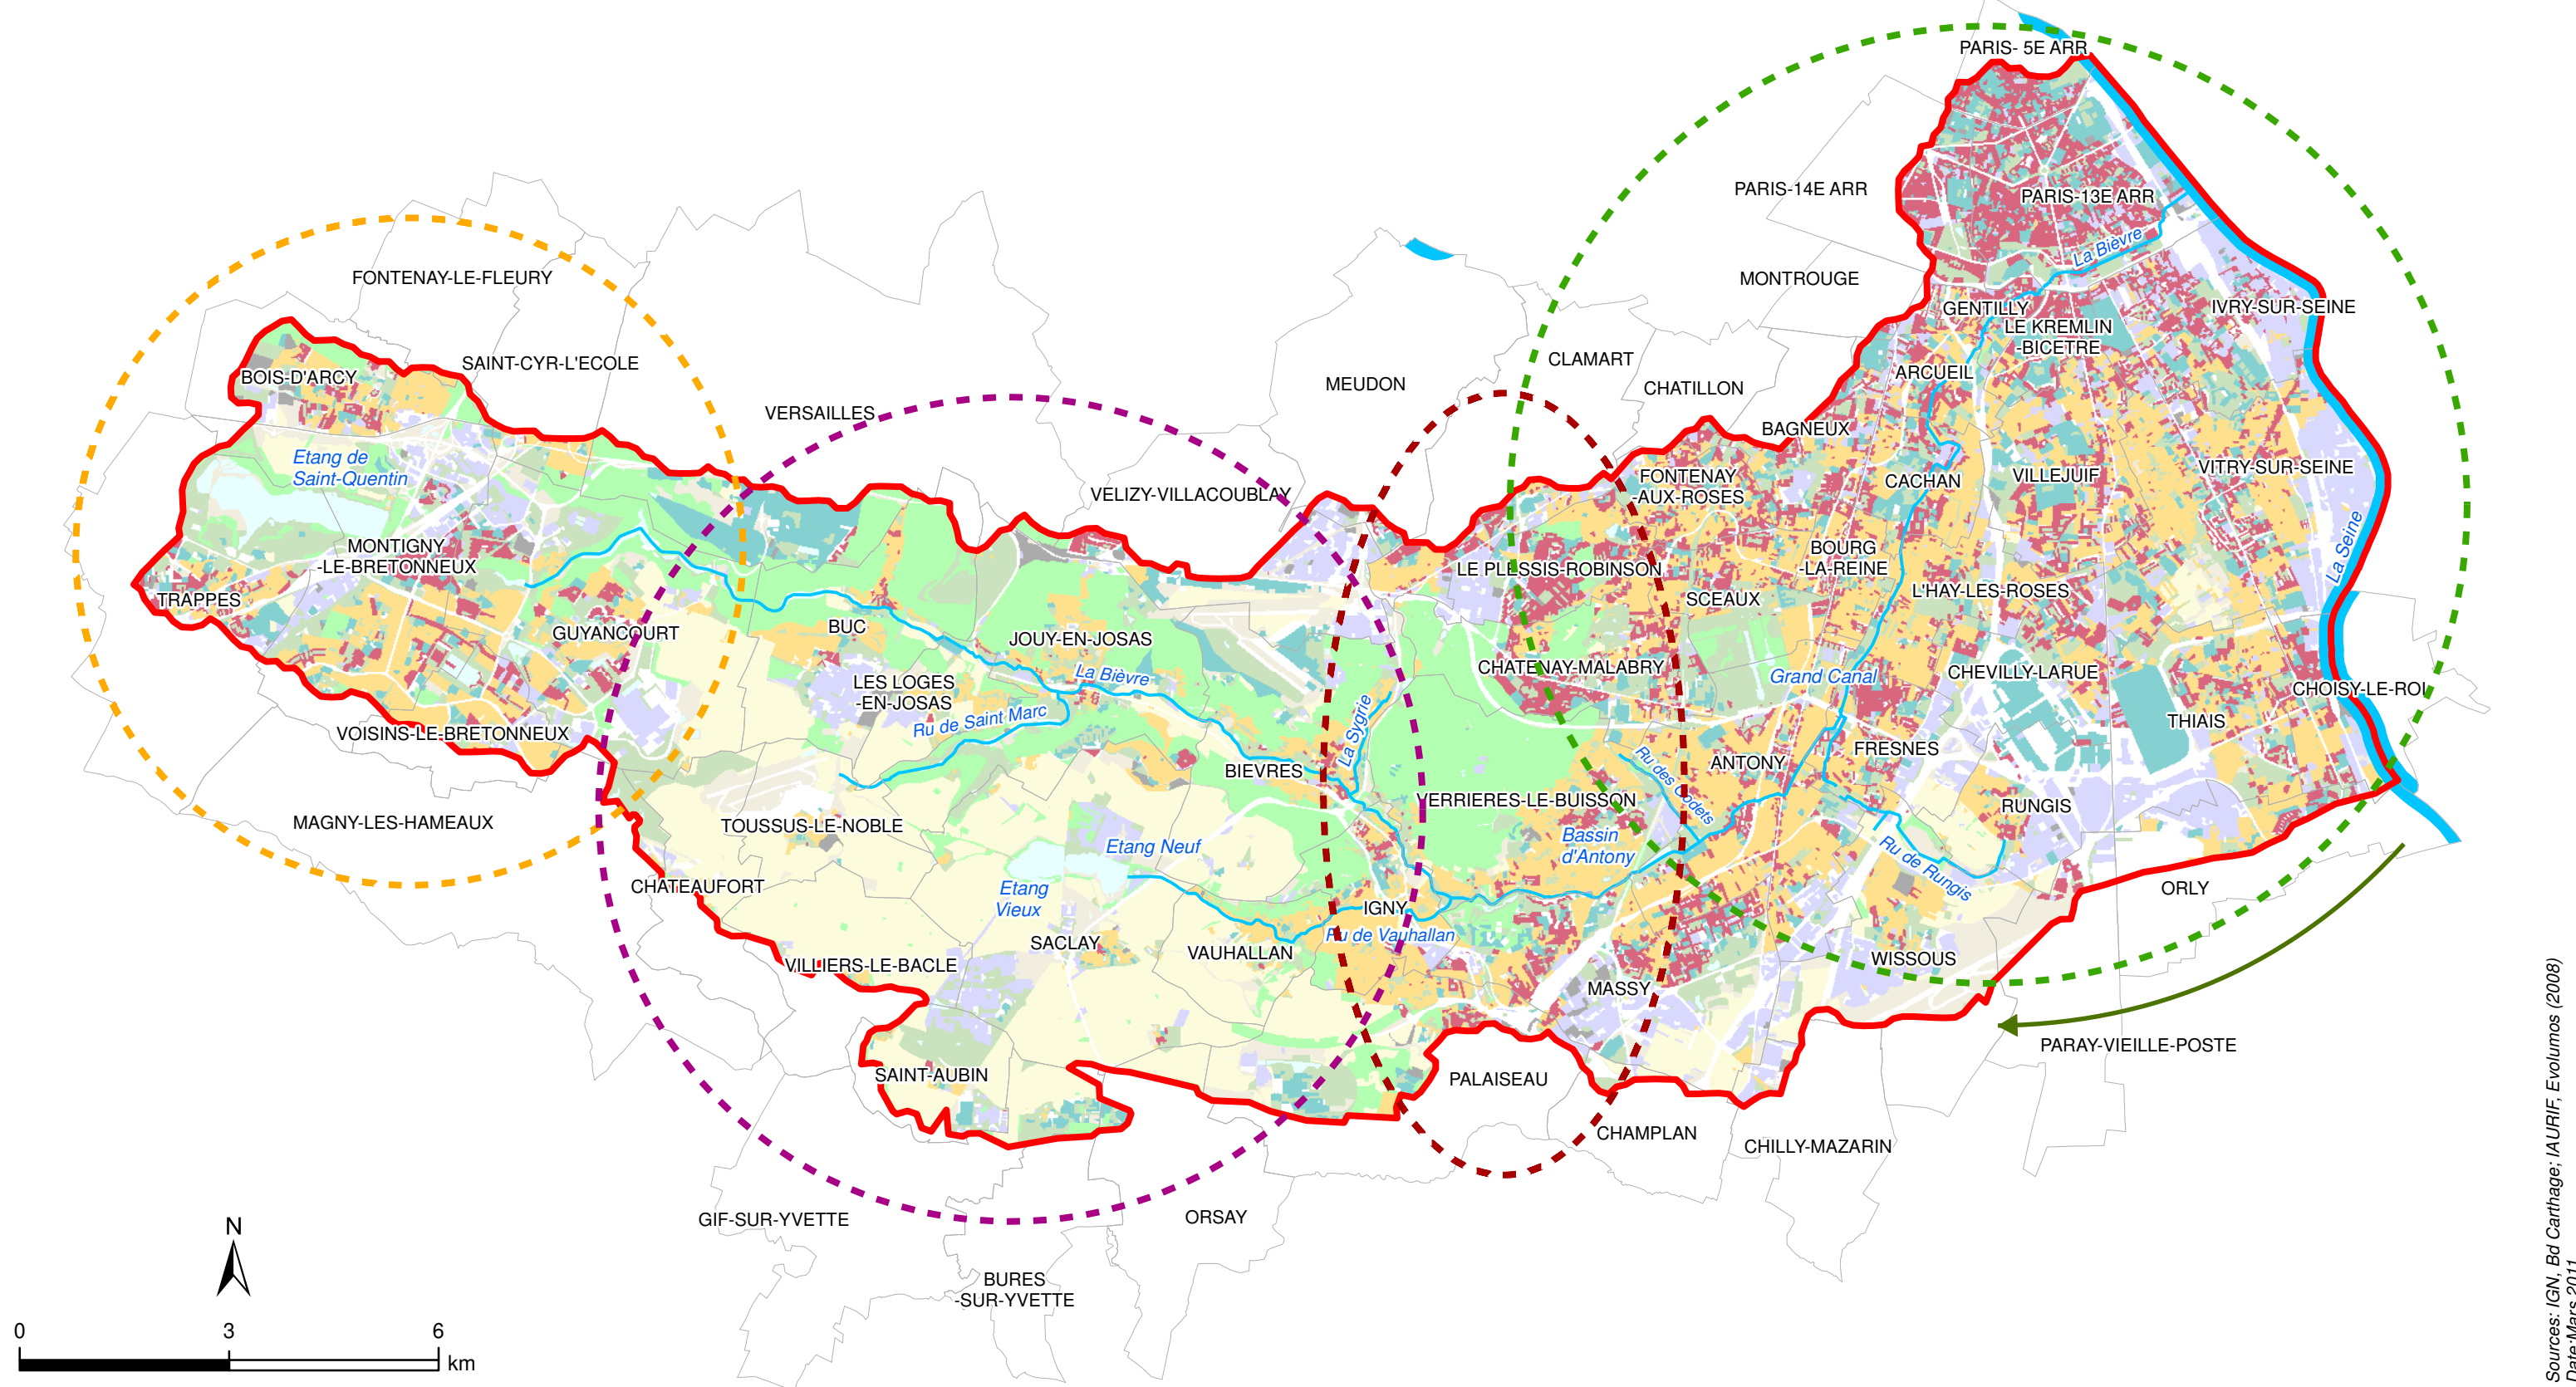 PARIS- 5E ARR
PARIS-14E ARR
PARIS-13E ARR
La Bièvre
FONTENAY-LE-FLEURY
MONTROUGE
GENTILLY
IVRY-SUR-SEINE
LE KREMLIN
-BICETRE
SAINT-CYR-L'ECOLE
BOIS-D'ARCY
CLAMART
ARCUEIL
MEUDON
CHATILLON
VERSAILLES
BAGNEUX
Etang de
Saint-Quentin
VELIZY-VILLACOUBLAY
FONTENAY
-AUX-ROSES
CACHAN
VILLEJUIF
VITRY-SUR-SEINE
La Seine
MONTIGNY
-LE-BRETONNEUX
BOURG
-LA-REINE
LE PLESSIS-ROBINSON
TRAPPES
SCEAUX
L'HAY-LES-ROSES
GUYANCOURT
BUC
JOUY-EN-JOSAS
La Bièvre
CHATENAY-MALABRY
Grand Canal
CHEVILLY-LARUE
LES LOGES
-EN-JOSAS
CHOISY-LE-ROI
Ru de Saint Marc
La Sygrie
THIAIS
VOISINS-LE-BRETONNEUX
FRESNES
BIEVRES
ANTONY
Ru des Godets
VERRIERES-LE-BUISSON
RUNGIS
MAGNY-LES-HAMEAUX
TOUSSUS-LE-NOBLE
Bassin
d'Antony
Etang Neuf
Ru de Rungis
CHATEAUFORT
Etang
Vieux
ORLY
IGNY
Ru de Vauhallan
SACLAY
VAUHALLAN
WISSOUS
VILLIERS-LE-BACLE
MASSY
PARAY-VIEILLE-POSTE
SAINT-AUBIN
PALAISEAU
CHAMPLAN
CHILLY-MAZARIN
GIF-SUR-YVETTE
ORSAY
BURES
-SUR-YVETTE
N
0 3 6
km
Sources: IGN, Bd Carthage; IAURIF, Evolumos (2008)
Date:Mars 2011